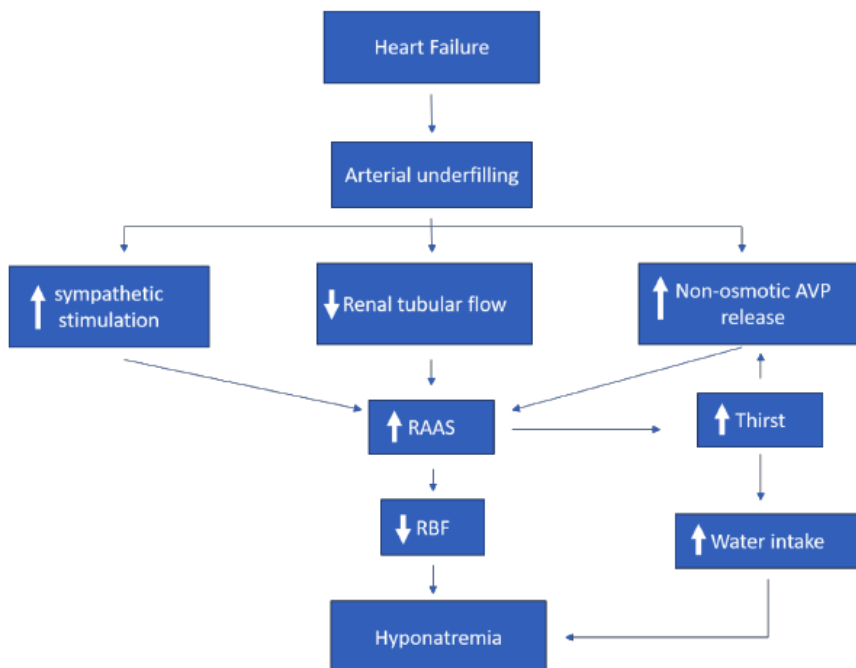 Heart Failure
Arterial underfilling
sympathetic
stimulation
Renal tubular flow
Non-osmotic AVP
release
RAAS
Thirst
RBF
Water intake
Hyponatremia